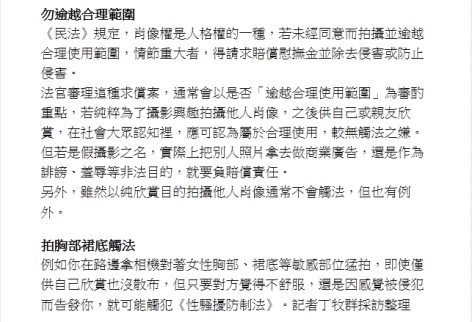 勿逾越合理範圍
《民法》規定，肖像權是人格權的一種，若未經同意而拍攝並逾越
合理使用範圍，情節重大者，得請求賠償慰撫金並除去侵害或防止
侵害。
法官審理這種求償案，通常會以是否「逾越合理使用範圍」為審酌
重點，若純粹為了攝影興趣拍攝他人肖像，之後供自己或親友欣
賞，在社會大眾認知裡，應可認為屬於合理使用，較無觸法之嫌。
但若是假攝影之名，實際上把別人照片拿去做商業廣告，還是作為
誹謗、羞辱等非法目的，就要負賠償責任。
另外，雖然以純欣賞目的拍攝他人肖像通常不會觸法，但也有例
外。
拍胸部裙底觸法
例如你在路邊拿相機對著女性胸部、裙底等敏感部位猛拍，即使僅
供自己欣賞也沒散布，但只要對方覺得不舒服，還是因感覺被侵犯
而告發你，就可能觸犯《性騷擾防制法》。記者丁牧群採訪整理